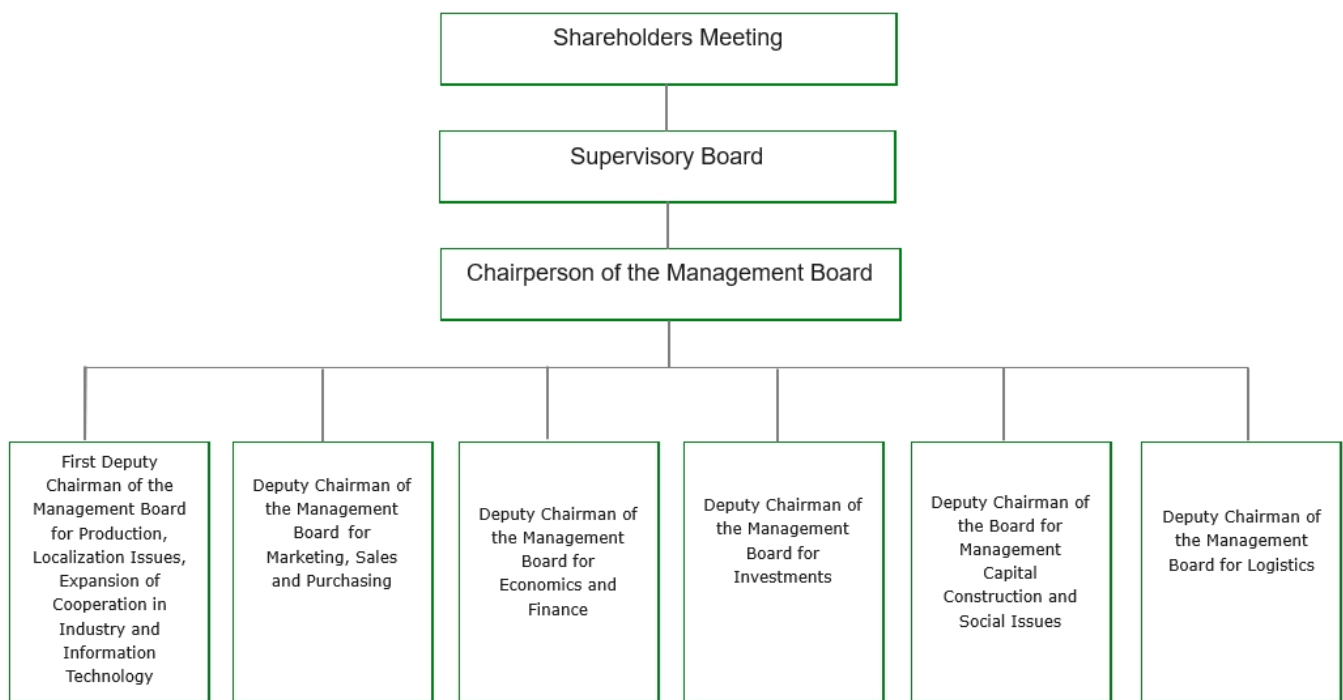 Shareholders Meeting
Supervisory Board
Chairperson of the Management Board
First Deputy
Chairman of the
Management Board
for Production,
Localization Issues,
Expansion of
Cooperation in
Industry and
Information
Technology
Deputy Chairman of
the Management
Board for
Marketing, Sales
and Purchasing
Deputy Chairman of
the Management
Board for
Economics and
Finance
Deputy Chairman of
the Management
Board for
Investments
Deputy Chairman of
the Board for
Management
Capital
Construction and
Social Issues
Deputy Chairman of
the Management
Board for Logistics